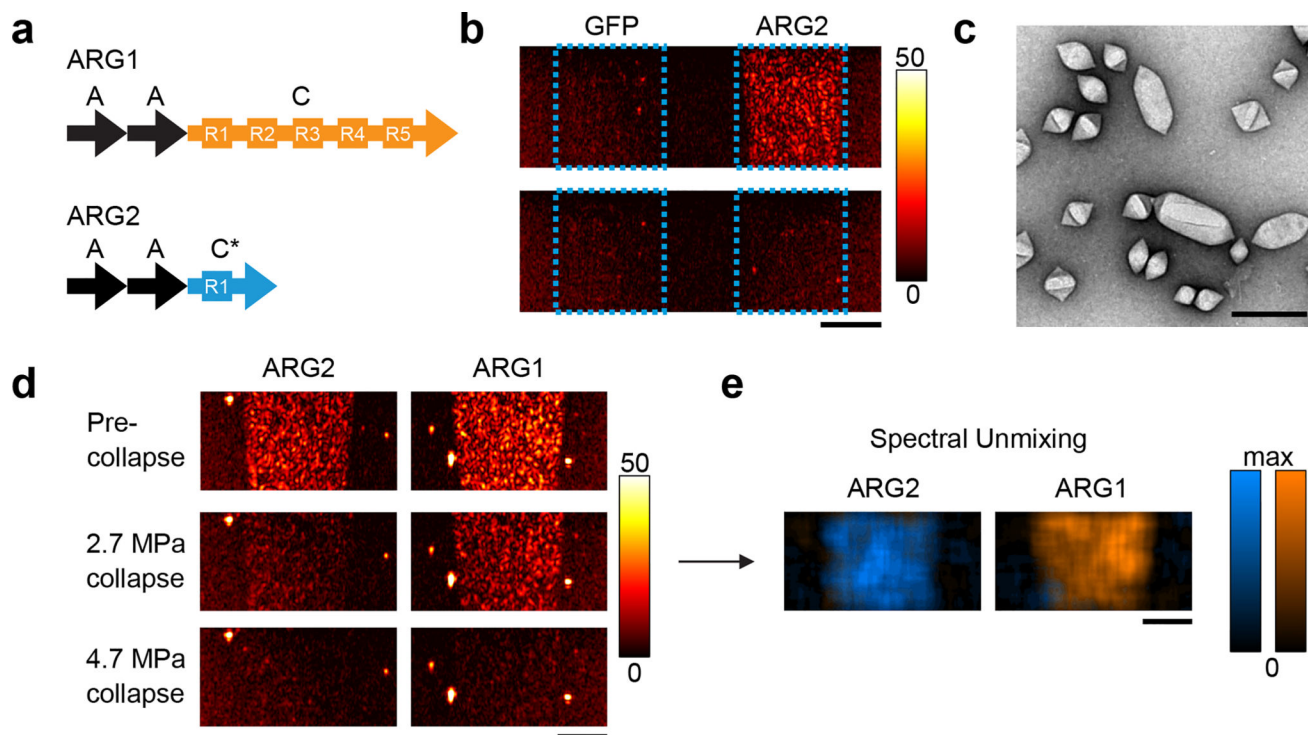 a
ARG1
A A C
R1 R2 R3 R4 R5
ARG2
A A C*
R1
b
GFP ARG2
50
0
c
d
ARG2 ARG1
Pre-
collapse
2.7 MPa
collapse
4.7 MPa
collapse
50
0
e
Spectral Unmixing
ARG2 ARG1
max
0